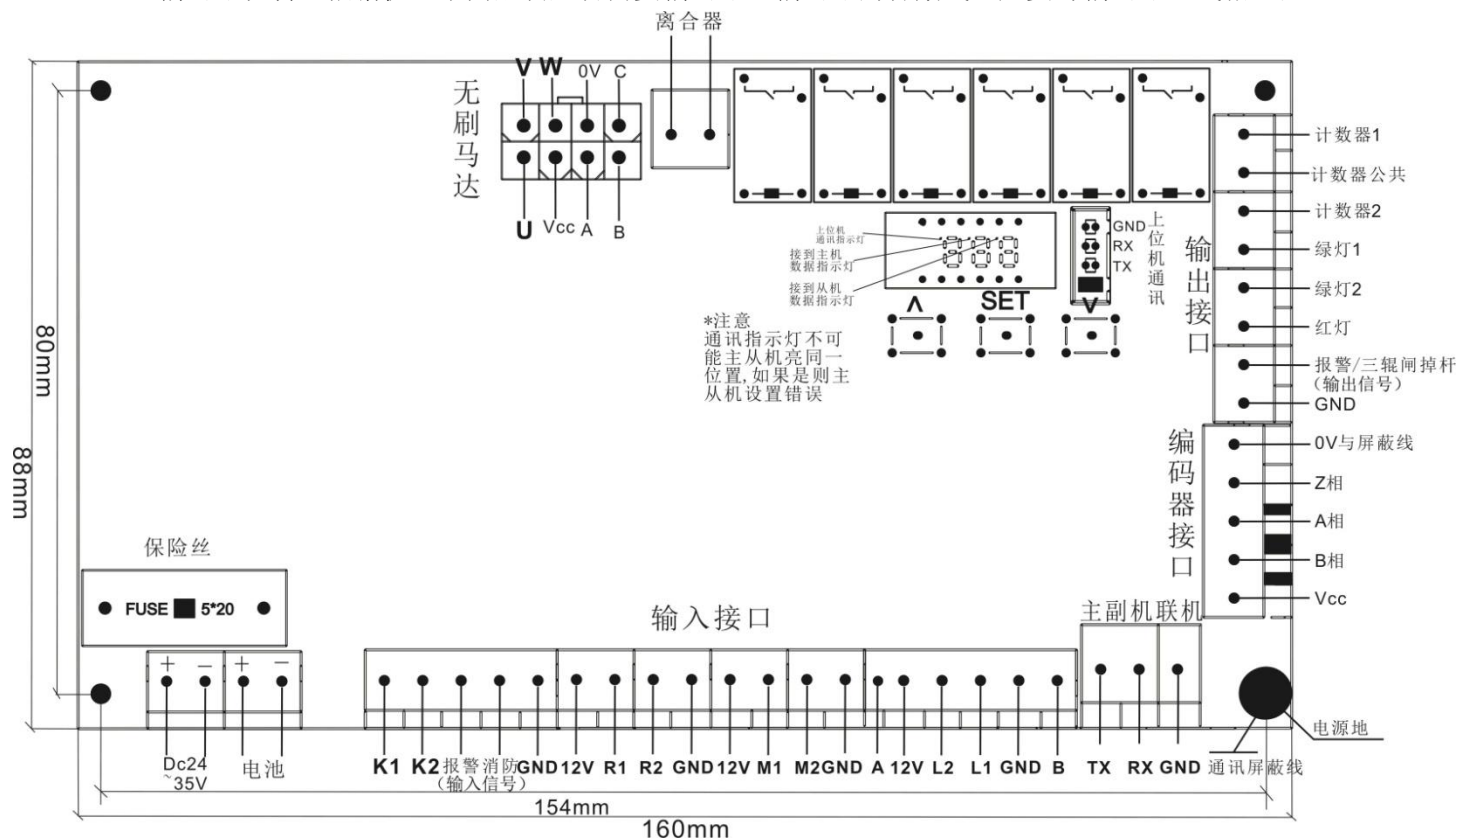 离合器
V W 0V C
无刷马达
U Vcc A B
计数器1
计数器公共
计数器2
绿灯1
绿灯2
红灯
报警/三辊闸掉杆
(输出信号)
GND
输出接口
上位机
通讯指示灯
接到主机
数据指示灯
接到从机
数据指示灯
GND
RX
TX
上位机通讯
∧ SET ∨
*注意
通讯指示灯不可
能主从机亮同一
位置,如果是则主
从机设置错误
80mm
88mm
编码器接口
0V与屏蔽线
Z相
A相
B相
Vcc
保险丝
FUSE 5*20
输入接口
主副机联机
+ − + −
Dc24
~35V
电池
K1 K2 报警 消防 GND 12V R1 R2 GND 12V M1 M2 GND A 12V L2 L1 GND B TX RX GND
(输入信号)
通讯屏蔽线
电源地
154mm
160mm